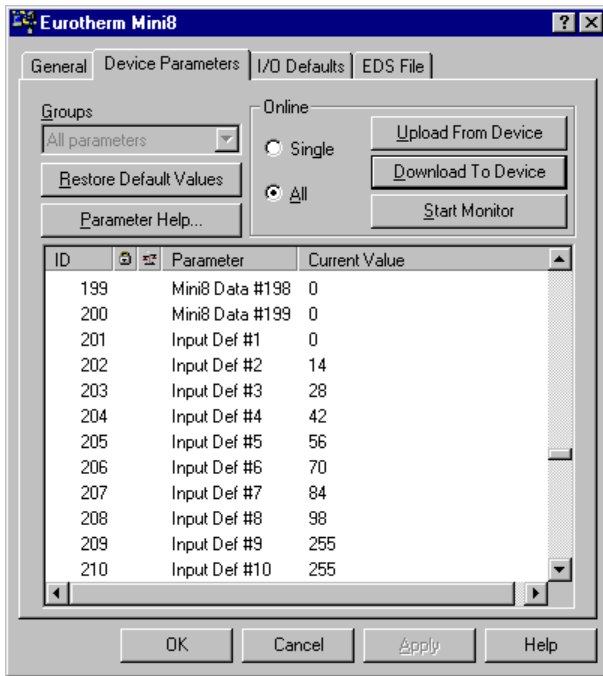 Eurotherm Mini8
General Device Parameters I/O Defaults EDS File
Groups
All parameters
Restore Default Values
Parameter Help...
Online
Single
All
Upload From Device
Download To Device
Start Monitor
ID Parameter Current Value
199 Mini8 Data #198 0
200 Mini8 Data #199 0
201 Input Def #1 0
202 Input Def #2 14
203 Input Def #3 28
204 Input Def #4 42
205 Input Def #5 56
206 Input Def #6 70
207 Input Def #7 84
208 Input Def #8 98
209 Input Def #9 255
210 Input Def #10 255
OK Cancel Apply Help